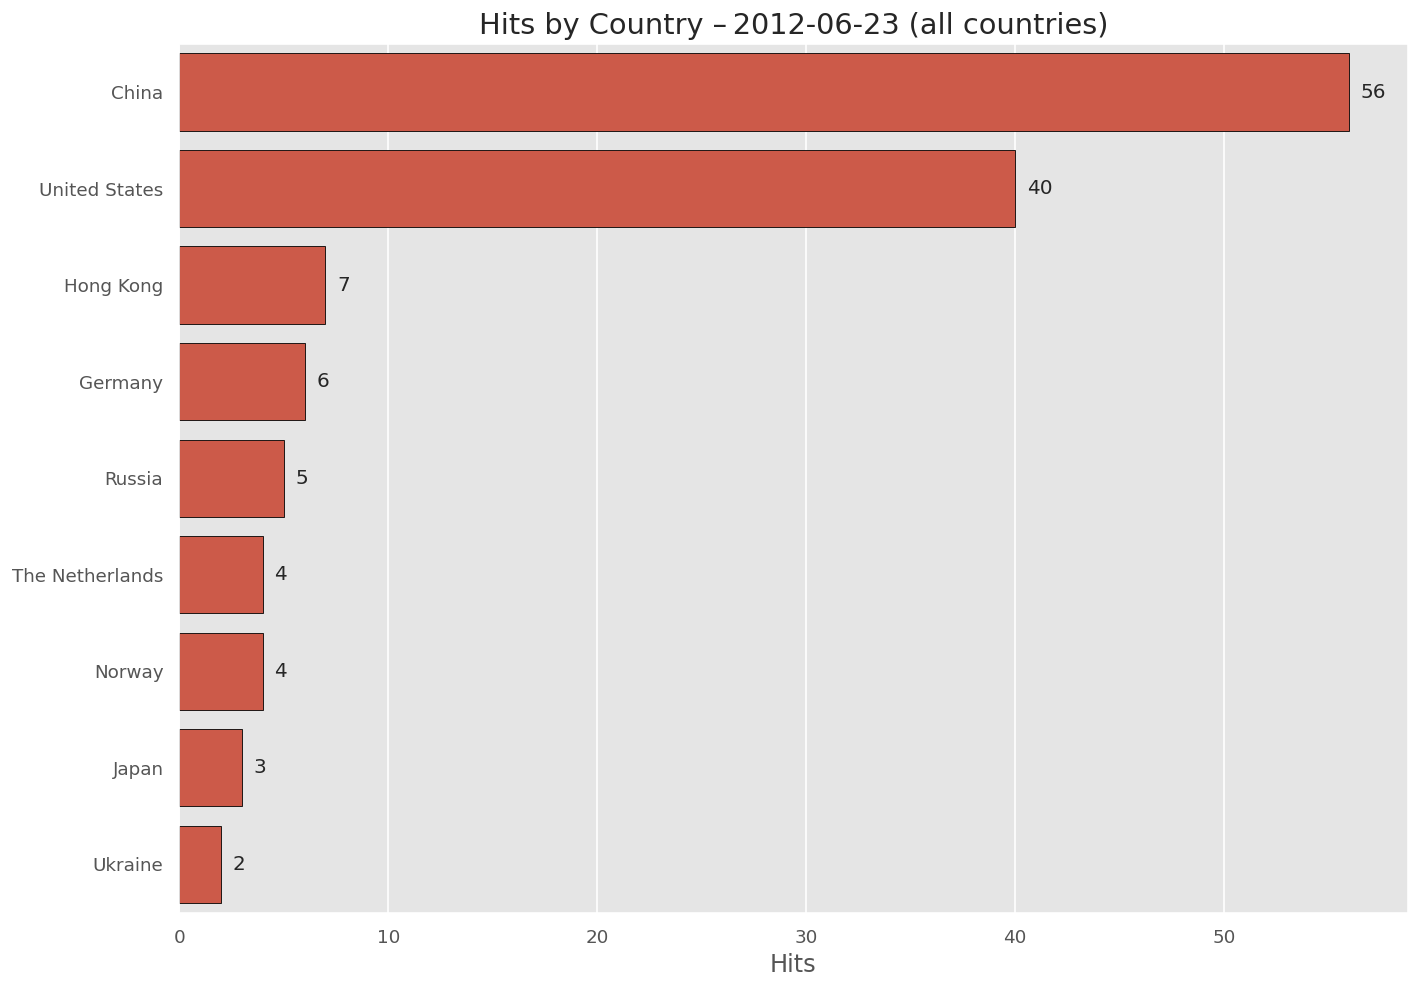 Hits by Country – 2012-06-23 (all countries)
China
56
United States
40
Hong Kong
7
Germany
6
Russia
5
The Netherlands
4
Norway
4
Japan
3
Ukraine
2
0
10
20
30
40
50
Hits